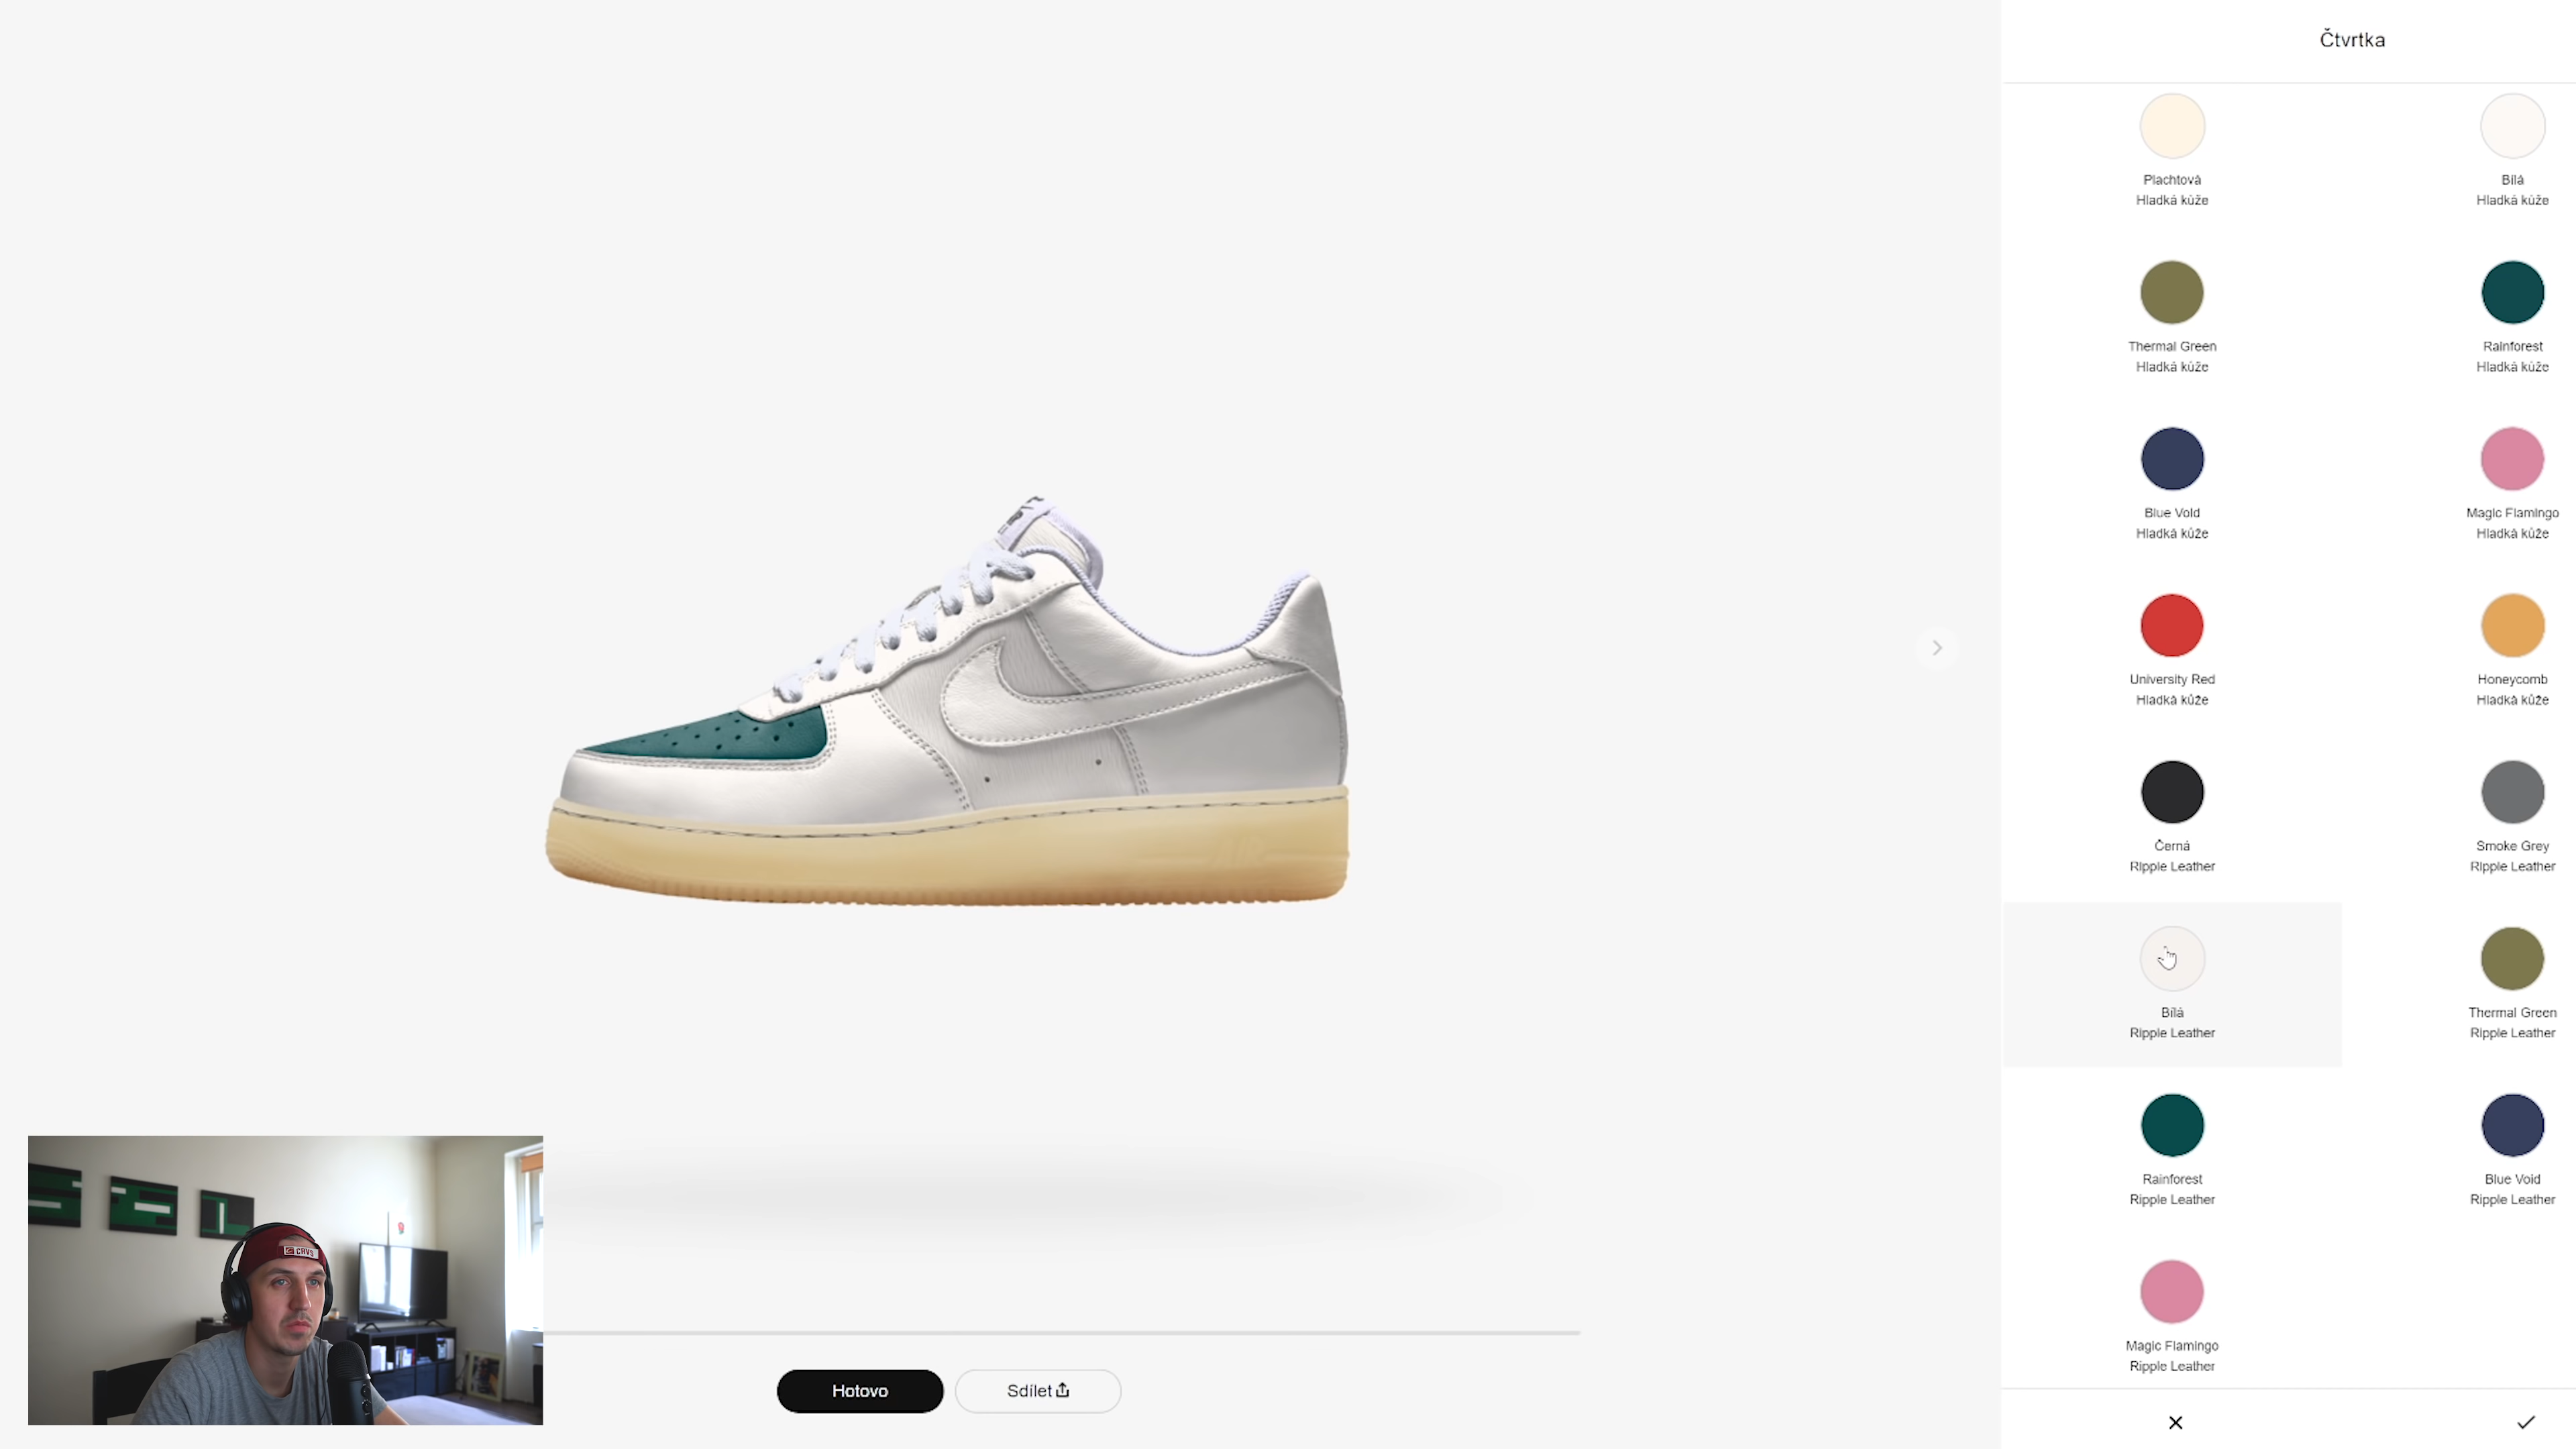 Čtvrtka
Plachtová
Hladká kůže
Bílá
Hladká kůže
Thermal Green
Hladká kůže
Rainforest
Hladká kůže
Blue Void
Hladká kůže
Magic Flamingo
Hladká kůže
University Red
Hladká kůže
Honeycomb
Hladká kůže
Černá
Ripple Leather
Smoke Grey
Ripple Leather
Bílá
Ripple Leather
Thermal Green
Ripple Leather
Rainforest
Ripple Leather
Blue Void
Ripple Leather
Magic Flamingo
Ripple Leather
AIR
CAVS
Hotovo
Sdílet